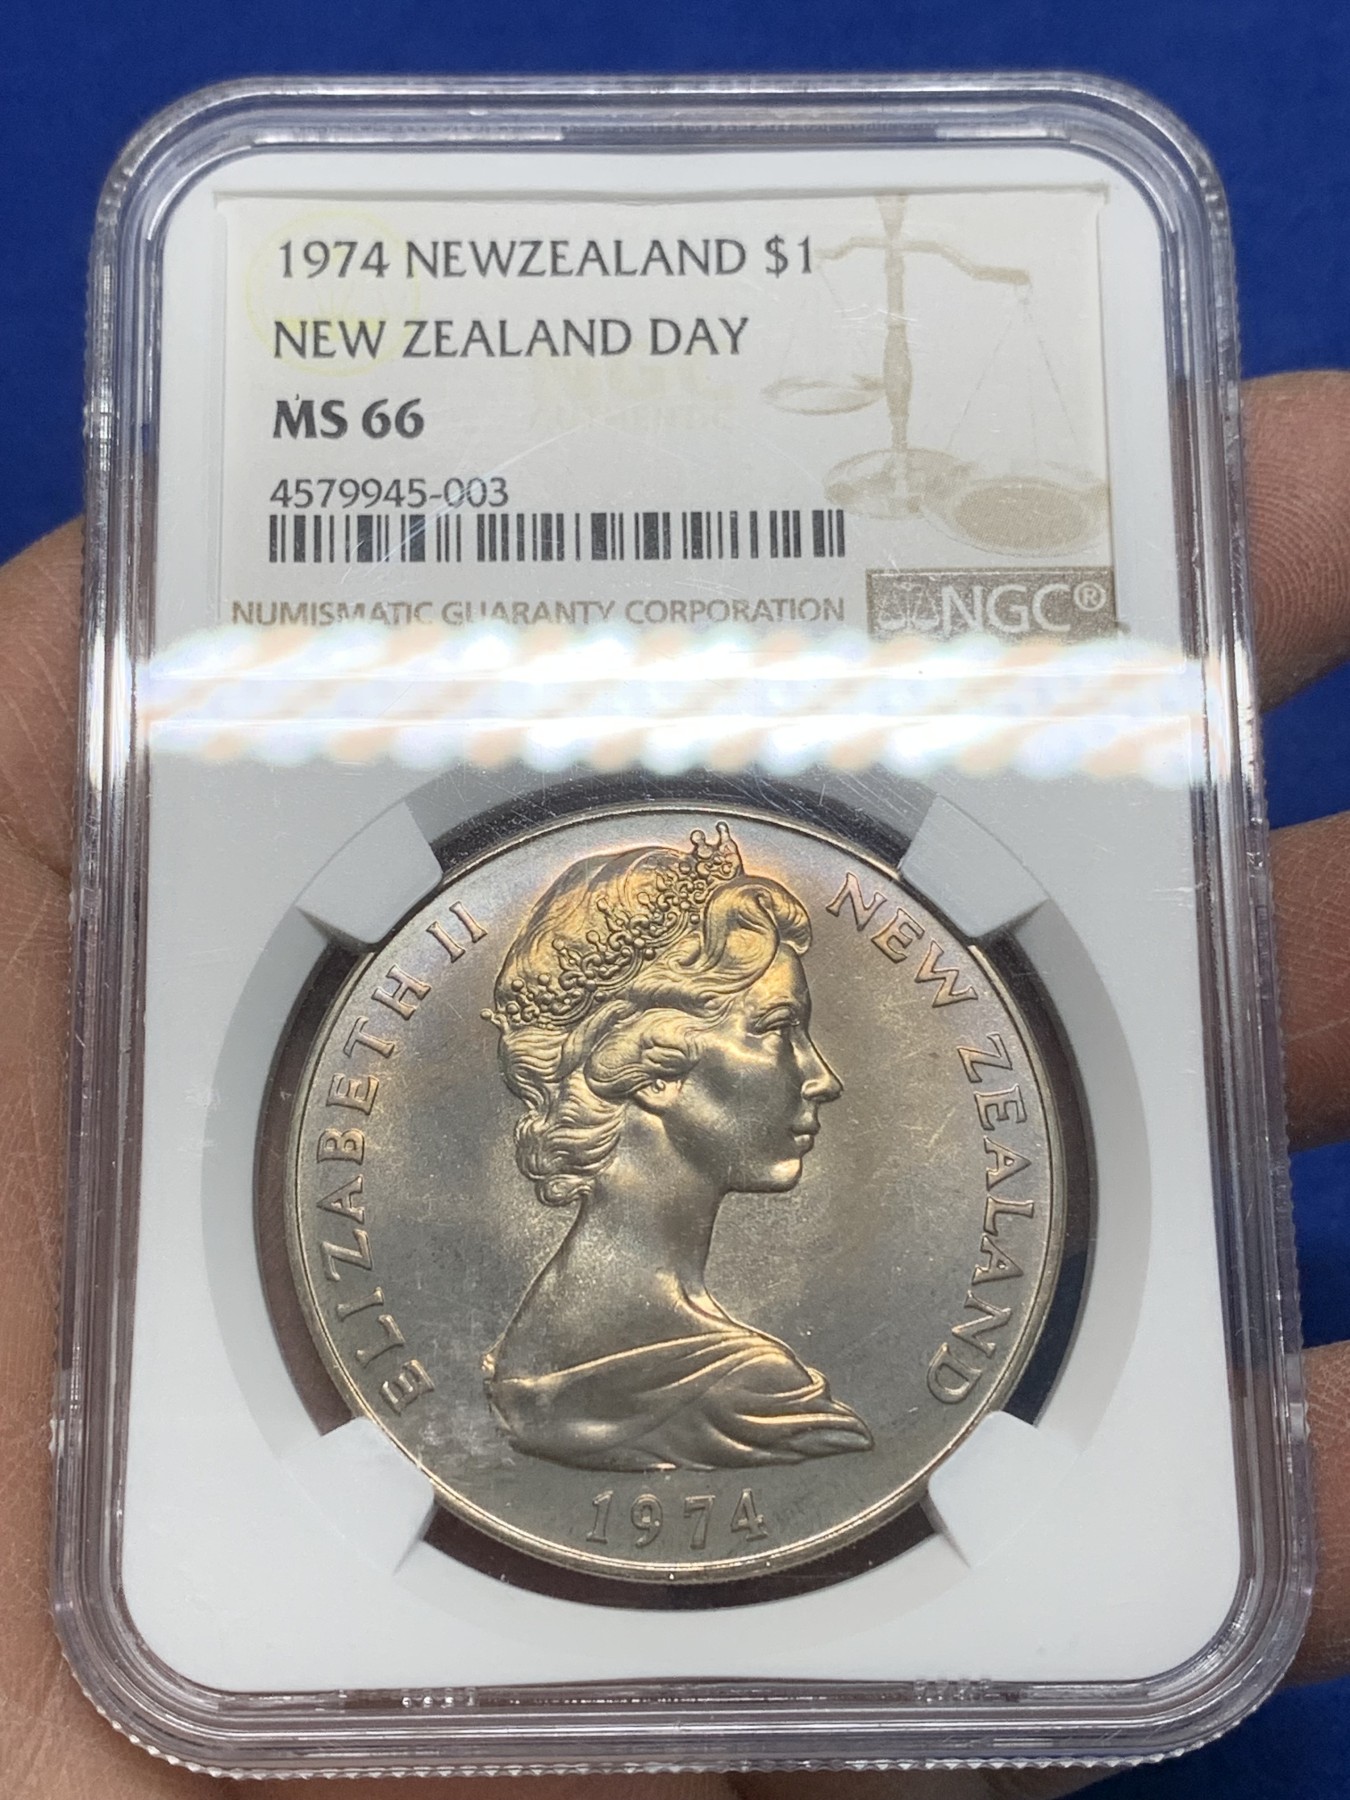 1974 NEWZEALAND $1
NEW ZEALAND DAY
MS 66
4579945-003
NUMISMATIC GUARANTY CORPORATION
NGC®
ELIZABETH II
NEW ZEALAND
1974